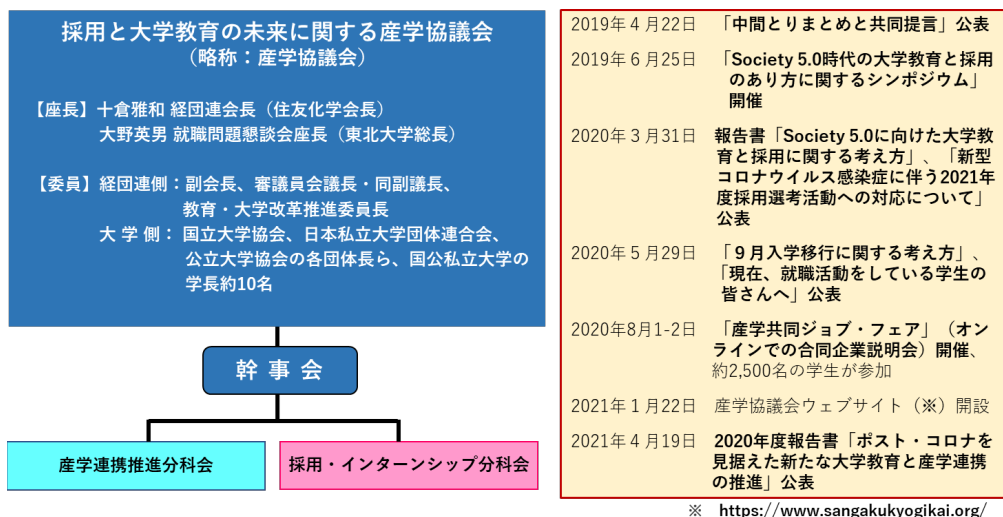 採用と大学教育の未来に関する産学協議会
（略称：産学協議会）
【座長】十倉雅和 経団連会長（住友化学会長）
大野英男 就職問題懇談会座長（東北大学総長）
【委員】経団連側：副会長、審議員会議長・同副議長、
教育・大学改革推進委員長
大 学 側： 国立大学協会、日本私立大学団体連合会、
公立大学協会の各団体長ら、国公私立大学の
学長約10名
幹 事 会
産学連携推進分科会
採用・インターンシップ分科会
2019年４月22日 「中間とりまとめと共同提言」公表
2019年６月25日 「Society 5.0時代の大学教育と採用
のあり方に関するシンポジウム」
開催
2020年３月31日 報告書「Society 5.0に向けた大学教
育と採用に関する考え方」、「新型
コロナウイルス感染症に伴う2021年
度採用選考活動への対応について」
公表
2020年５月29日 「９月入学移行に関する考え方」、
「現在、就職活動をしている学生の
皆さんへ」公表
2020年8月1-2日 「産学共同ジョブ・フェア」（オン
ラインでの合同企業説明会）開催、
約2,500名の学生が参加
2021年１月22日 産学協議会ウェブサイト（※）開設
2021年４月19日 2020年度報告書「ポスト・コロナを
見据えた新たな大学教育と産学連携
の推進」公表
※ https://www.sangakukyogikai.org/